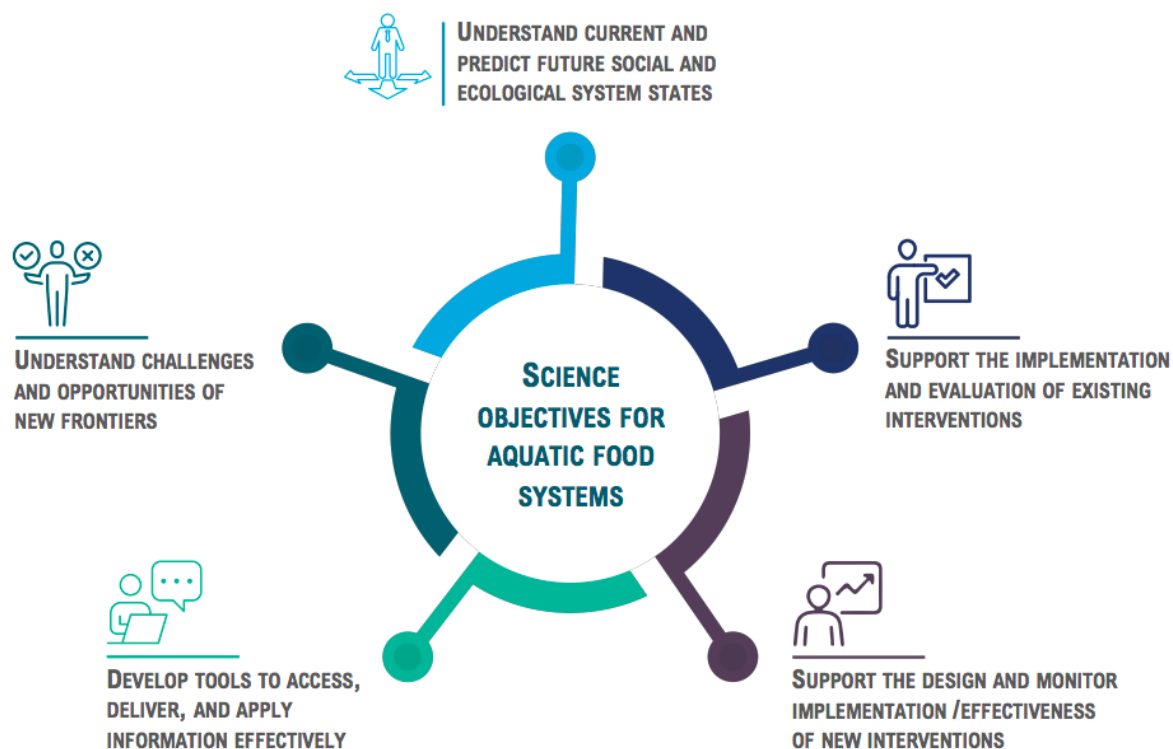 UNDERSTAND CURRENT AND
PREDICT FUTURE SOCIAL AND
ECOLOGICAL SYSTEM STATES
SUPPORT THE IMPLEMENTATION
AND EVALUATION OF EXISTING
INTERVENTIONS
SUPPORT THE DESIGN AND MONITOR
IMPLEMENTATION /EFFECTIVENESS
OF NEW INTERVENTIONS
DEVELOP TOOLS TO ACCESS,
DELIVER, AND APPLY
INFORMATION EFFECTIVELY
UNDERSTAND CHALLENGES
AND OPPORTUNITIES OF
NEW FRONTIERS
SCIENCE
OBJECTIVES FOR
AQUATIC FOOD
SYSTEMS